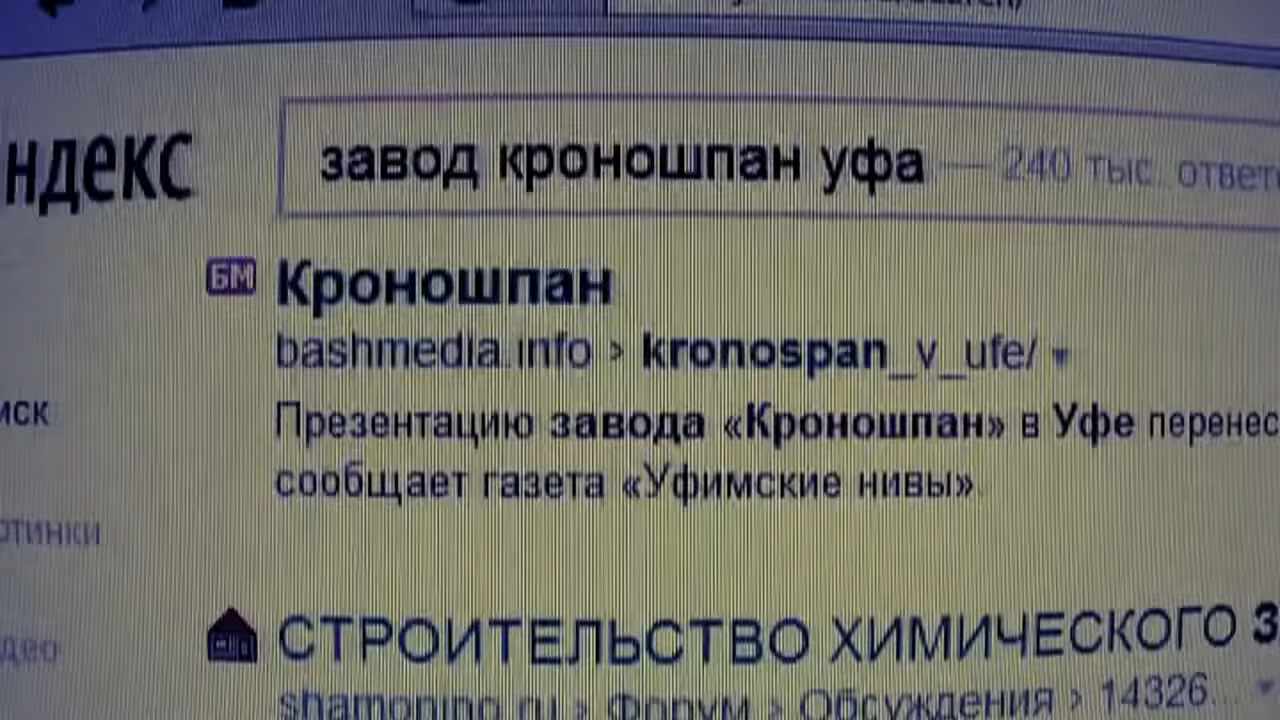 ндекс
завод кроношпан уфа — 240 тыс. ответ
БМ Кроношпан
bashmedia.info › kronospan_v_ufe/
Презентацию завода «Кроношпан» в Уфе перенес
сообщает газета «Уфимские нивы»
иск
ртинки
део
СТРОИТЕЛЬСТВО ХИМИЧЕСКОГО З
shamonino.ru › Форум › Обсуждения › 14326...